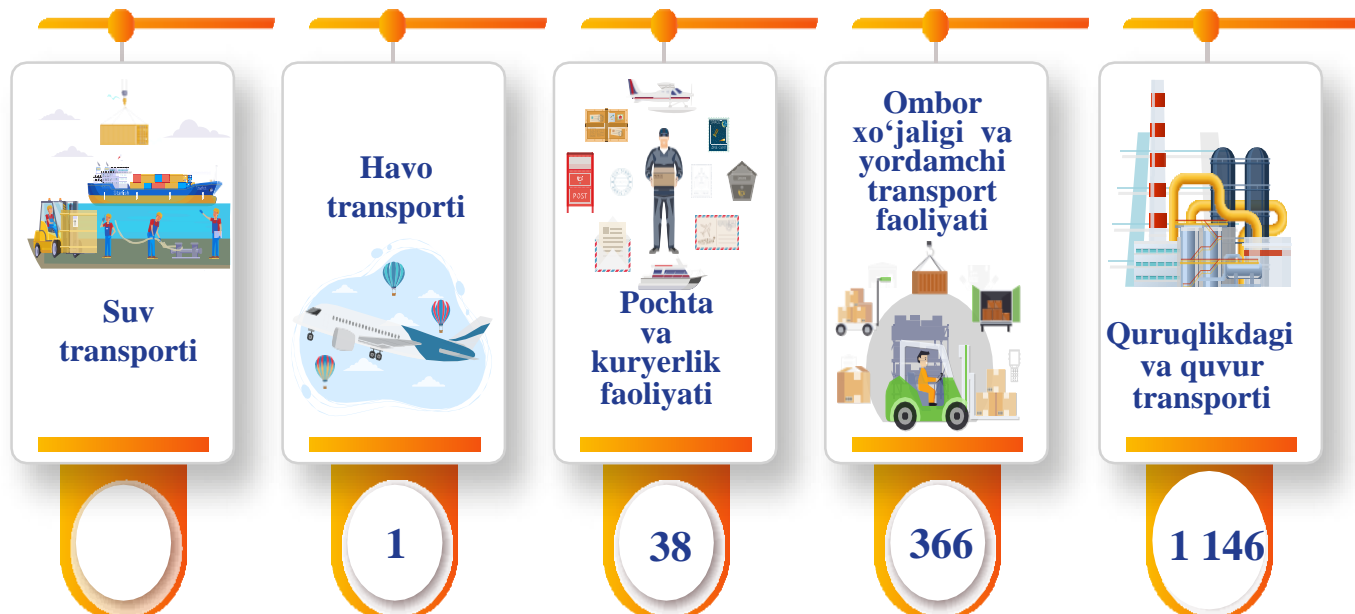 Suv
transporti
Havo
transporti
1
POST
Pochta
va
kuryerlik
faoliyati
38
Ombor
xo‘jaligi va
yordamchi
transport
faoliyati
366
Quruqlikdagi
va quvur
transporti
1 146